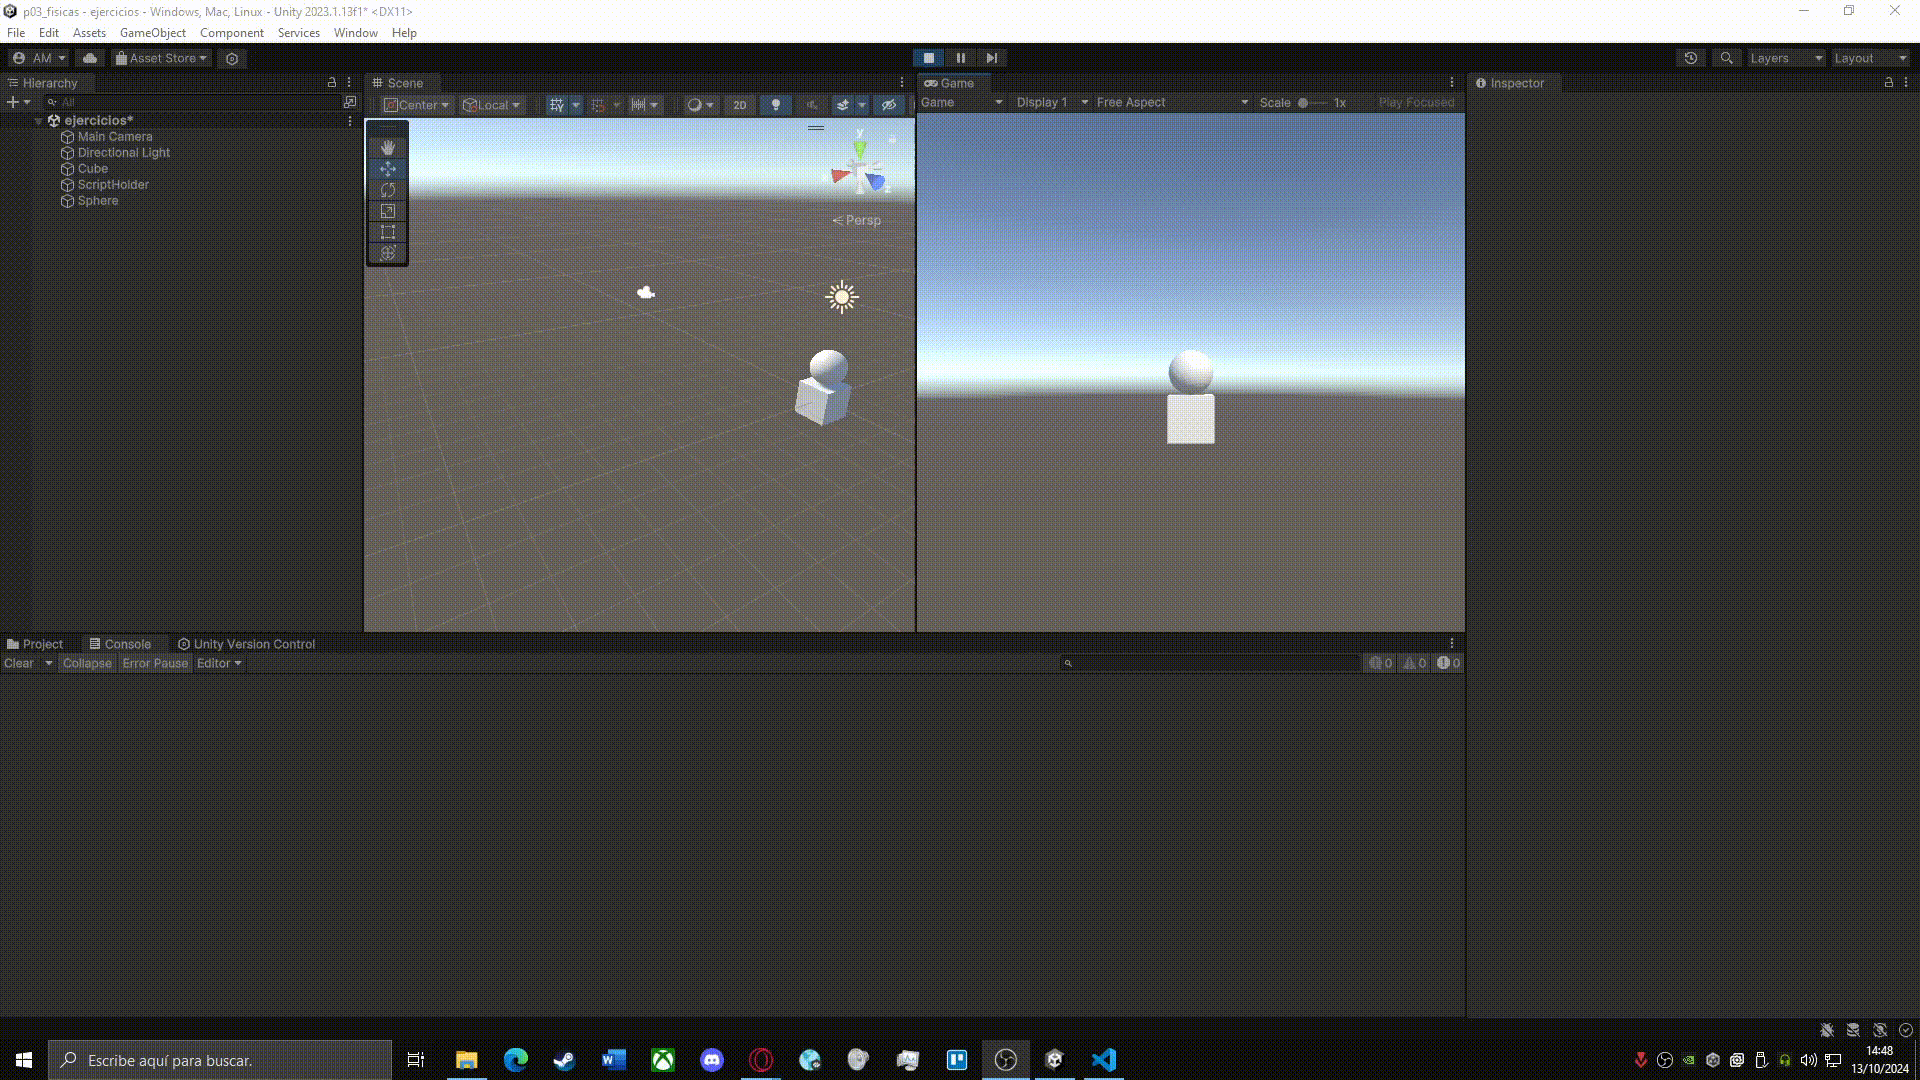 p03_fisicas - ejercicios - Windows, Mac, Linux - Unity 2023.1.13f1* <DX11>
File Edit Assets GameObject Component Services Window Help
AM Asset Store Layers Layout
Hierarchy
All
ejercicios*
Main Camera
Directional Light
Cube
ScriptHolder
Sphere
Scene
Center Local 2D
y
z
Persp
Game
Game Display 1 Free Aspect Scale 1x Play Focused
Inspector
Project Console Unity Version Control
Clear Collapse Error Pause Editor 0 0 0
Escribe aquí para buscar.
14:48
13/10/2024